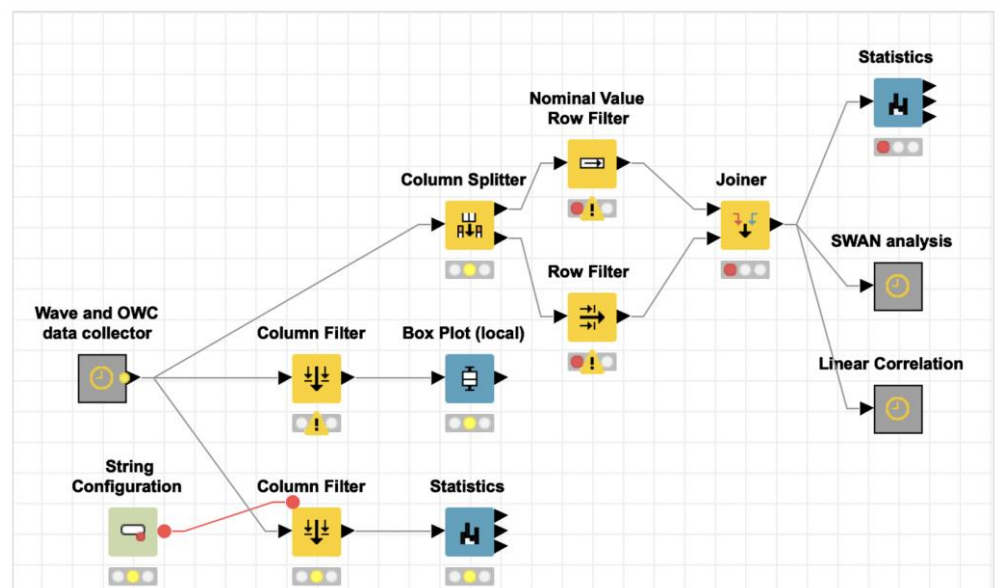 Statistics
Nominal Value
Row Filter
Column Splitter
Joiner
SWAN analysis
Row Filter
Wave and OWC
data collector
Column Filter
Box Plot (local)
Linear Correlation
String
Configuration
Column Filter
Statistics